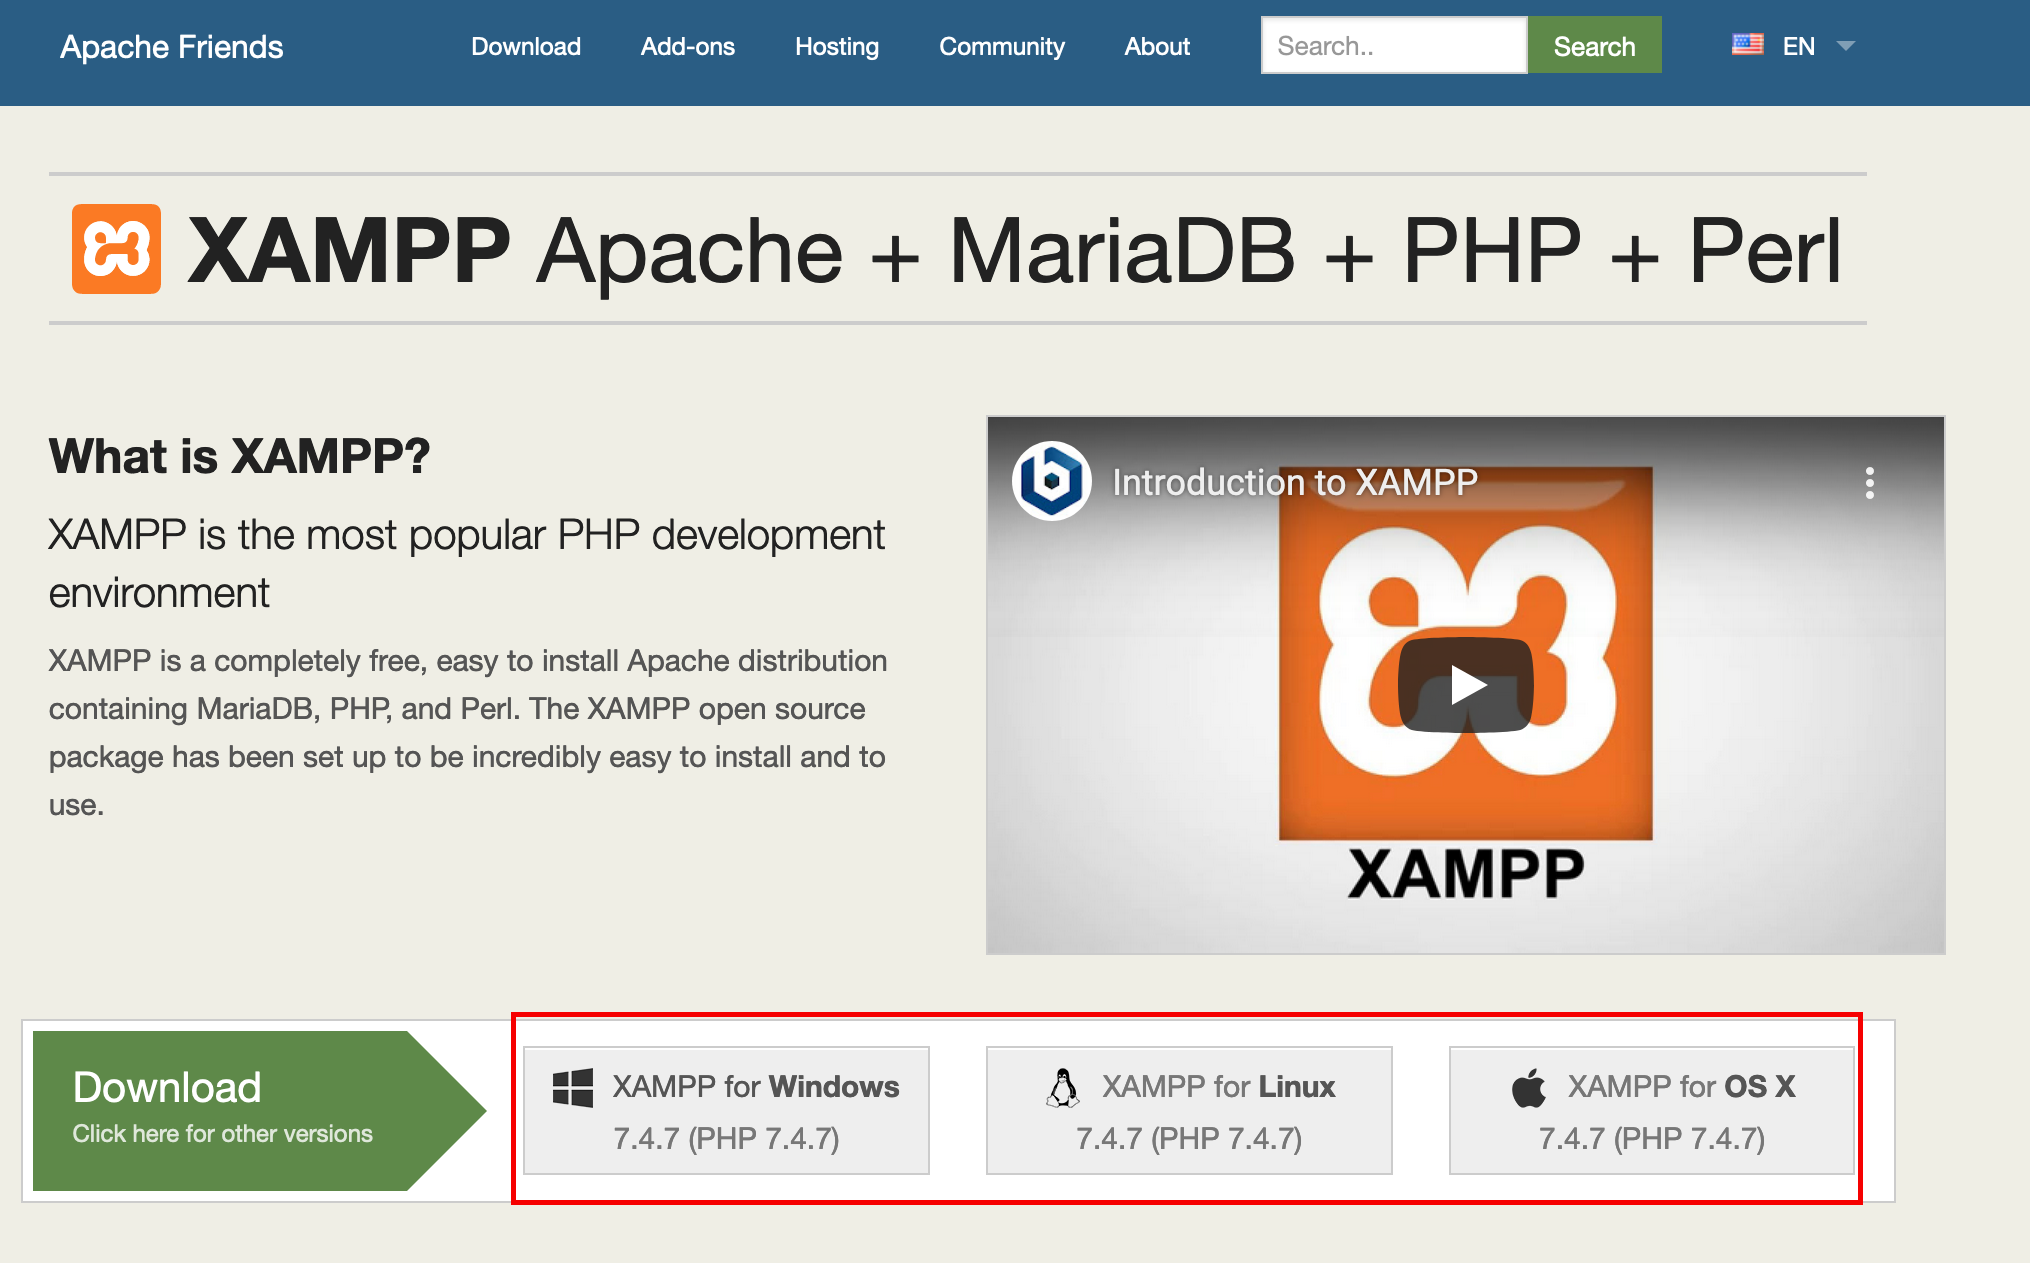 Apache Friends
Download
Add-ons
Hosting
Community
About
Search..
Search
EN
XAMPP Apache + MariaDB + PHP + Perl
What is XAMPP?
XAMPP is the most popular PHP development
environment
XAMPP is a completely free, easy to install Apache distribution
containing MariaDB, PHP, and Perl. The XAMPP open source
package has been set up to be incredibly easy to install and to
use.
Introduction to XAMPP
XAMPP
Download
Click here for other versions
XAMPP for Windows
7.4.7 (PHP 7.4.7)
XAMPP for Linux
7.4.7 (PHP 7.4.7)
XAMPP for OS X
7.4.7 (PHP 7.4.7)